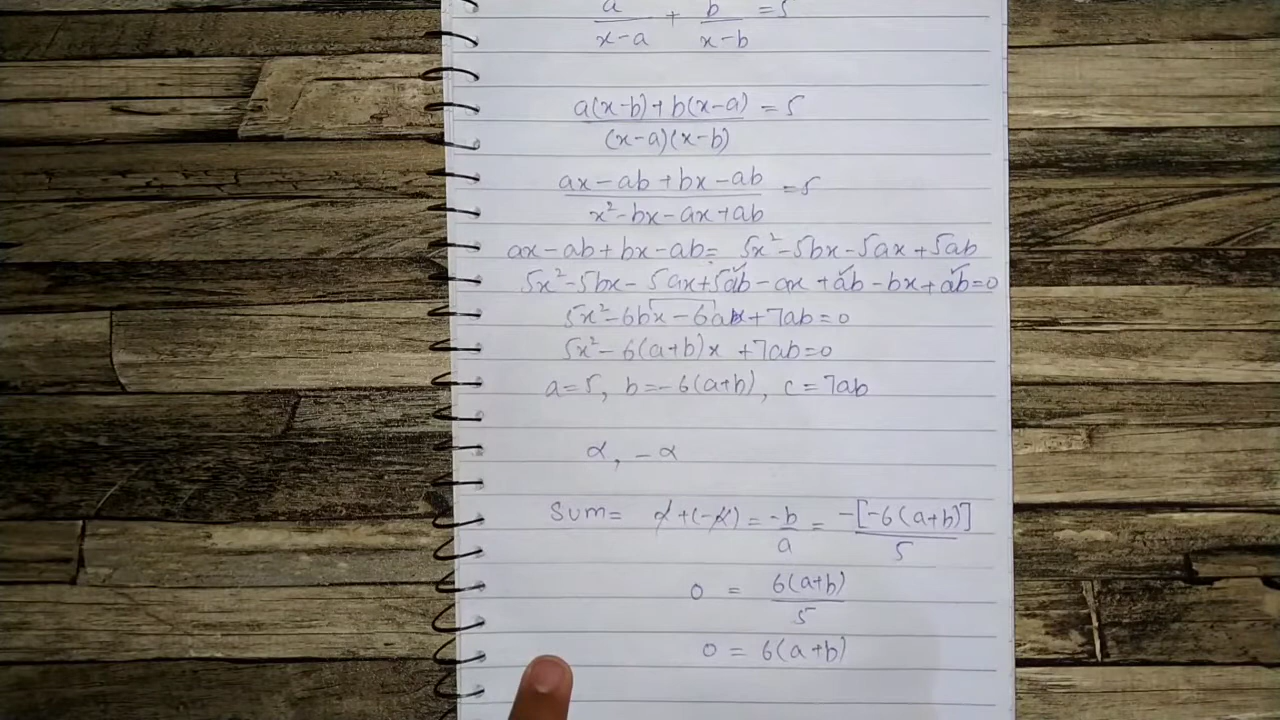 a/(x-a) + b/(x-b) = 5
(a(x-b)+b(x-a))/((x-a)(x-b)) = 5
(ax-ab+bx-ab)/(x²-bx-ax+ab) = 5
ax-ab+bx-ab = 5x²-5bx-5ax+5ab
5x²-5bx-5ax+5ab-ax+ab-bx+ab=0
5x²-6bx-6ax+7ab=0
5x²-6(a+b)x+7ab=0
a=5, b=-6(a+b), c=7ab
α, -α
Sum= α+(-α) = -b/a = -[-6(a+b)]/5
0 = 6(a+b)/5
0 = 6(a+b)